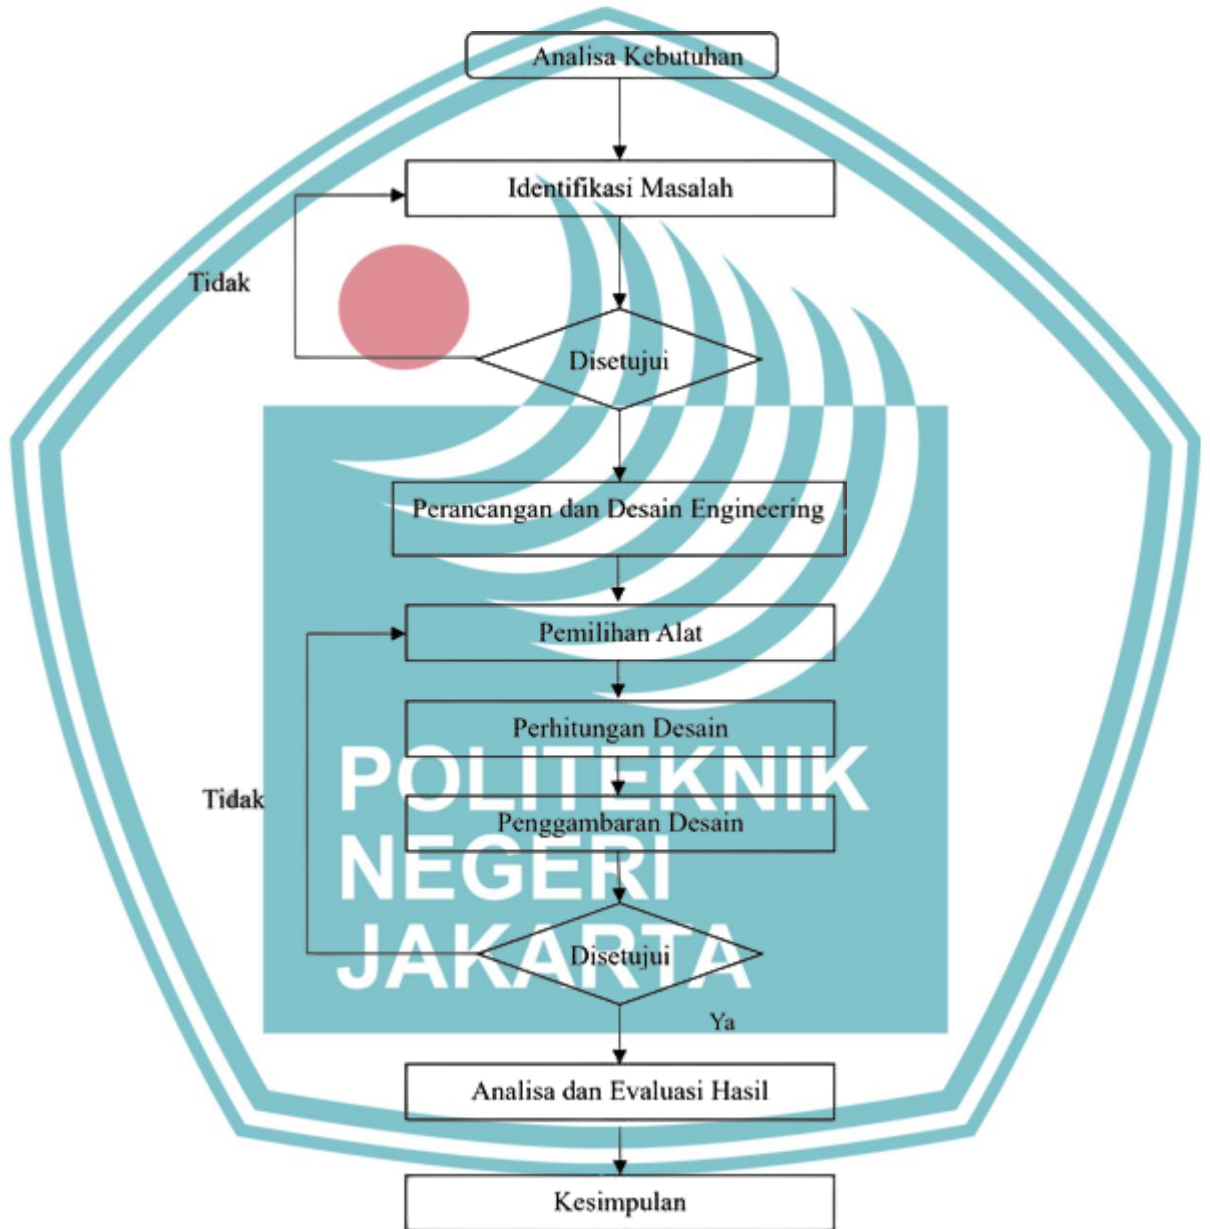 Analisa Kebutuhan
Identifikasi Masalah
Tidak
Disetujui
Perancangan dan Desain Engineering
Pemilihan Alat
Perhitungan Desain
POLITEKNIK
Tidak
Penggambaran Desain
NEGERI
JAKARTA
Disetujui
Ya
Analisa dan Evaluasi Hasil
Kesimpulan